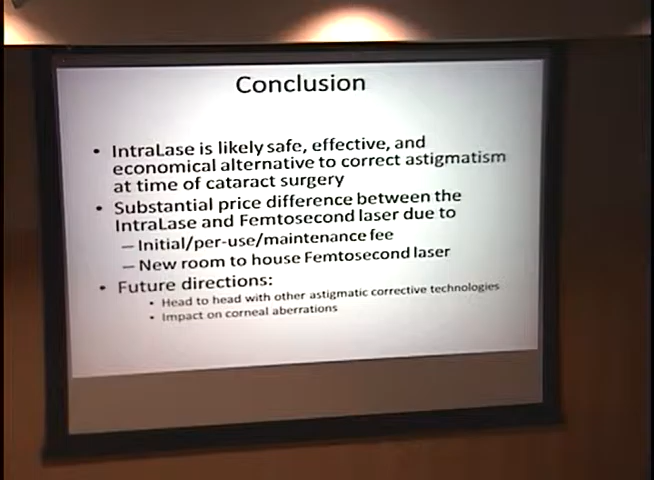 Conclusion
• IntraLase is likely safe, effective, and
economical alternative to correct astigmatism
at time of cataract surgery
• Substantial price difference between the
IntraLase and Femtosecond laser due to
– Initial/per-use/maintenance fee
– New room to house Femtosecond laser
• Future directions:
• Head to head with other astigmatic corrective technologies
• Impact on corneal aberrations